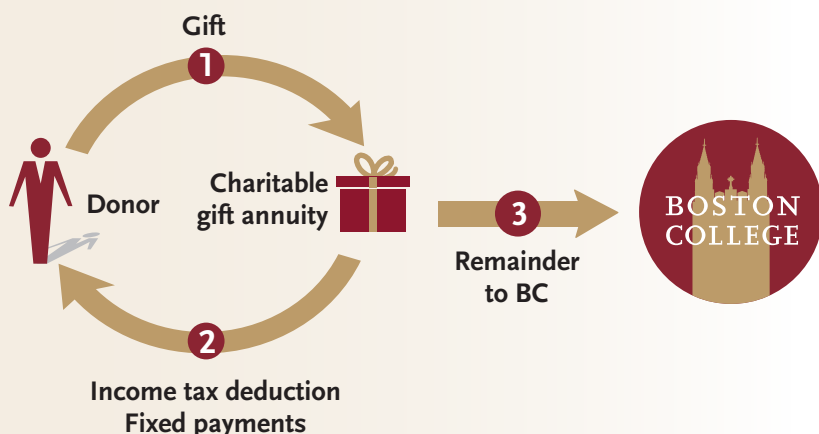 Gift
1
Donor
Charitable
gift annuity
3
Remainder
to BC
BOSTON
COLLEGE
2
Income tax deduction
Fixed payments